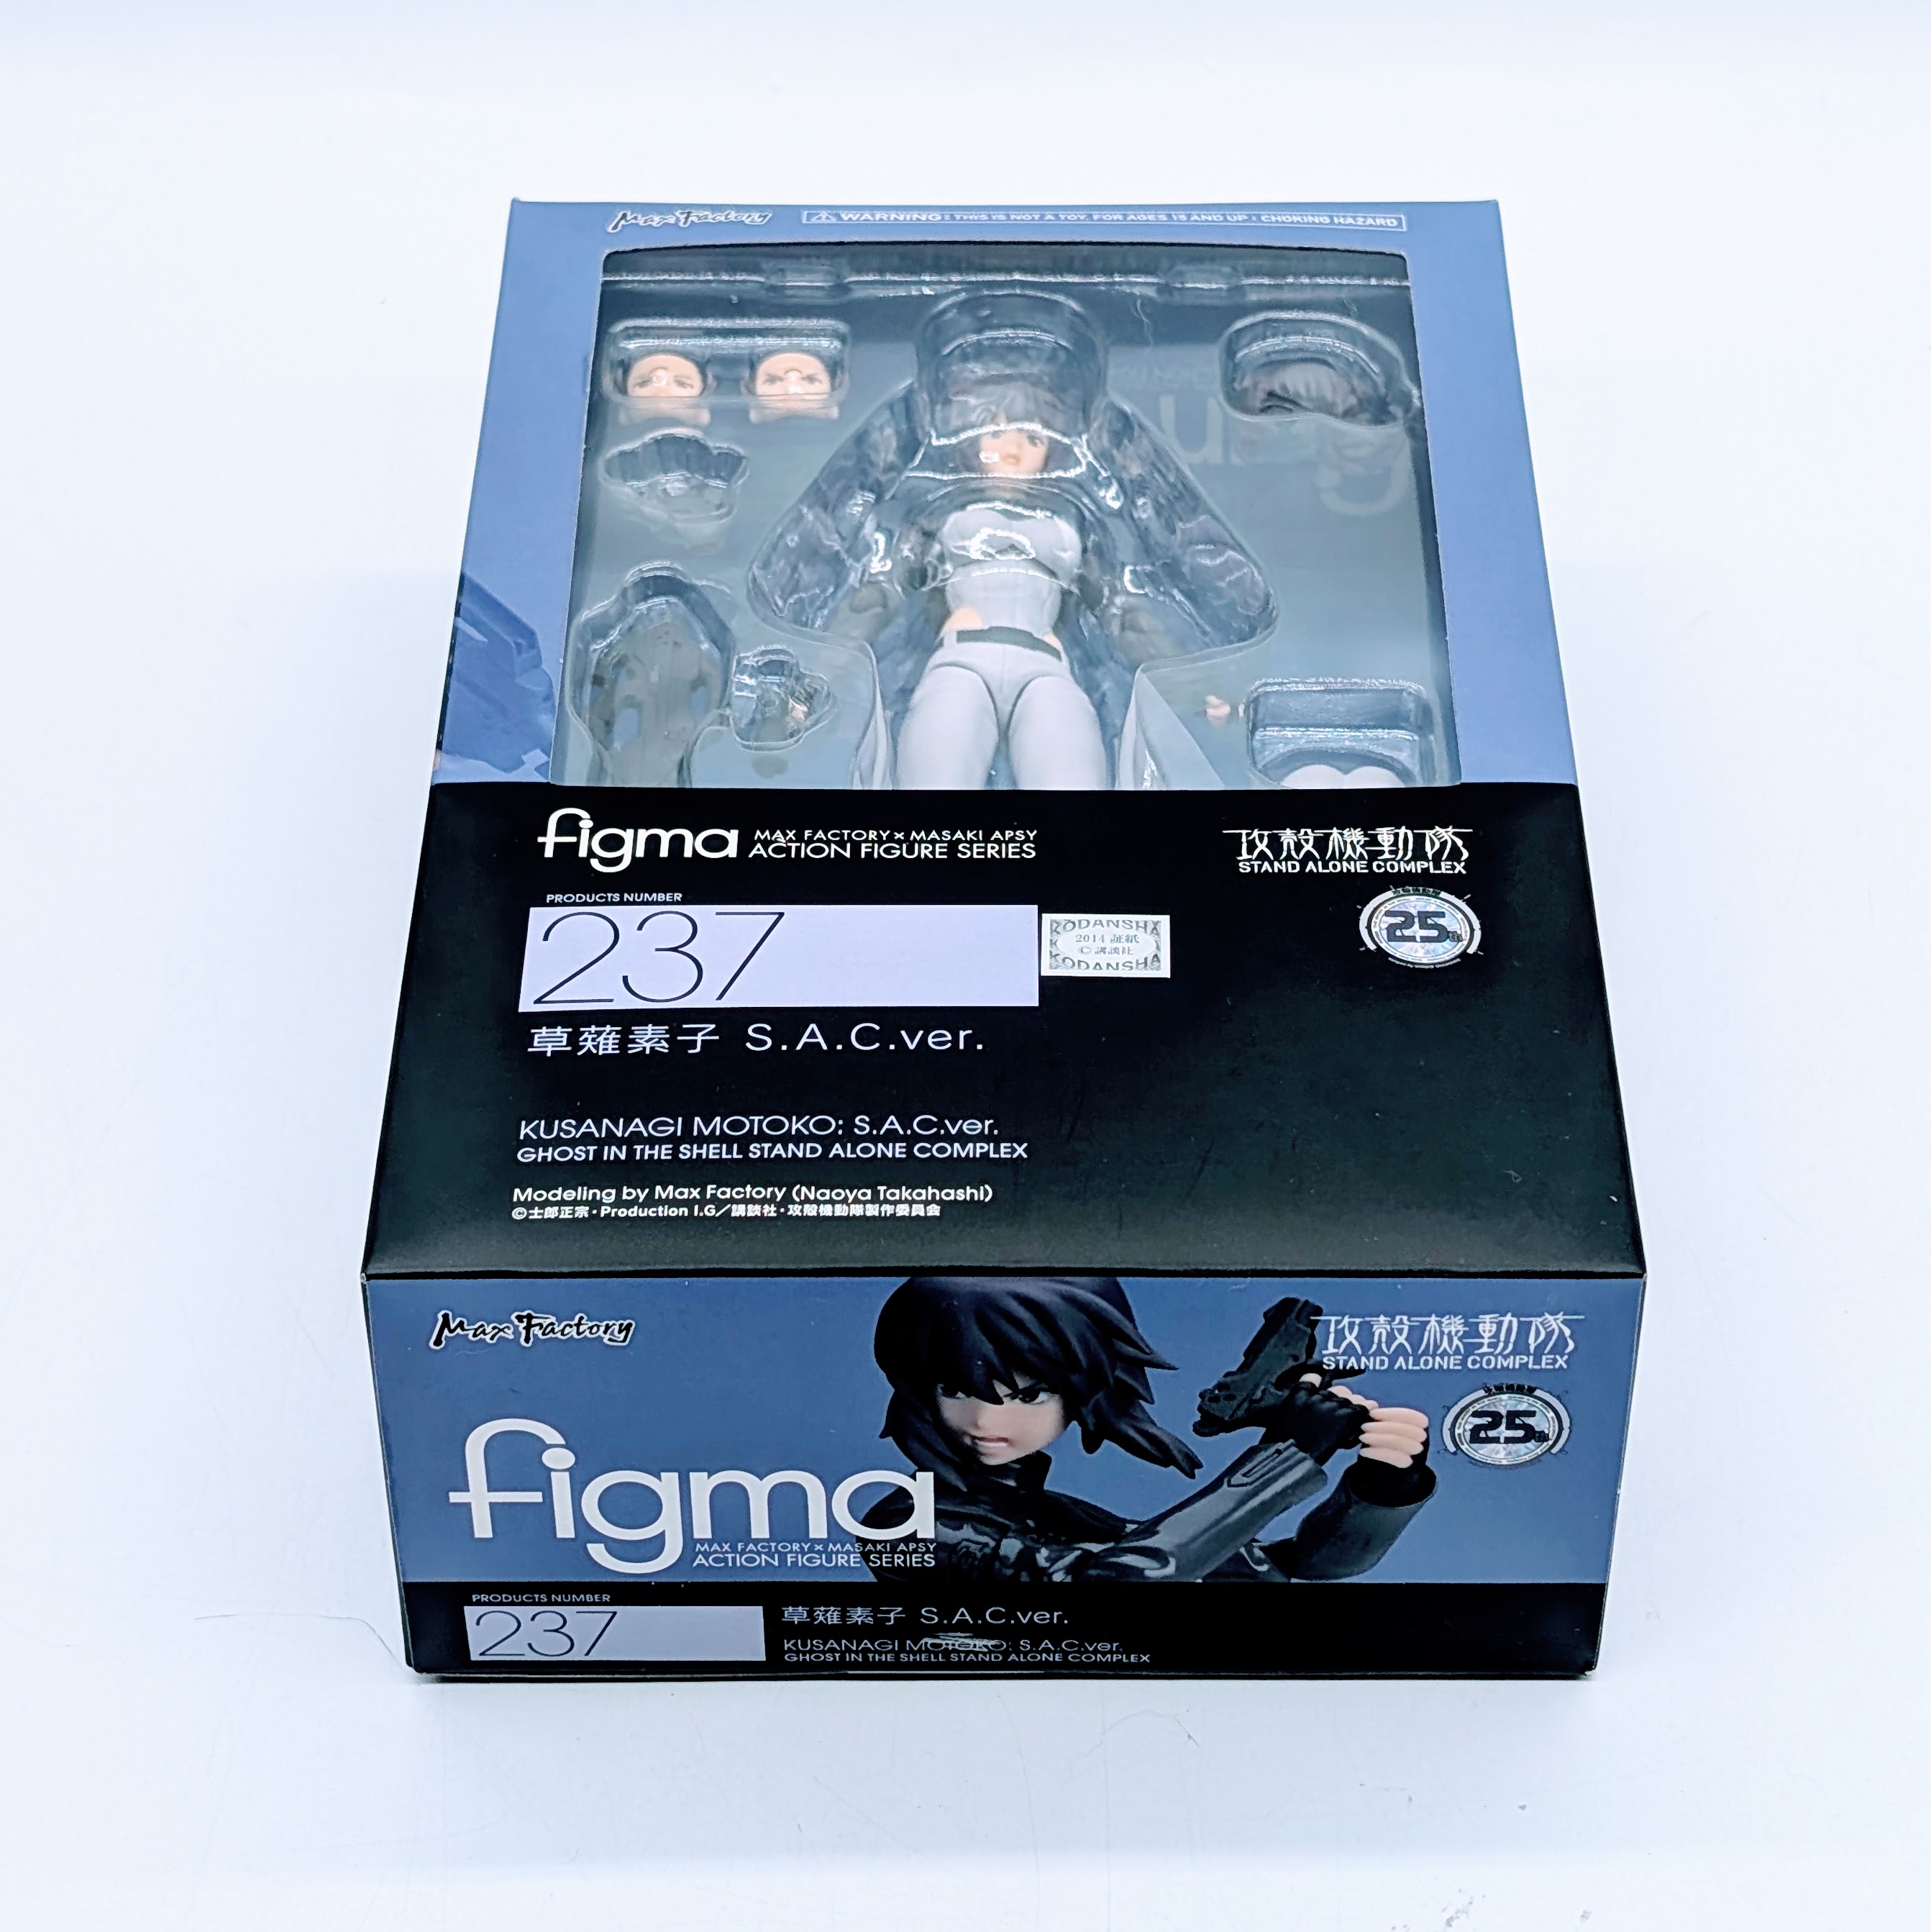 Max Factory
WARNING: THIS IS NOT A TOY. FOR AGES 15 AND UP : CHOKING HAZARD
figma
MAX FACTORY×MASAKI APSY
ACTION FIGURE SERIES
攻殻機動隊
STAND ALONE COMPLEX
PRODUCTS NUMBER
237
KODANSHA
2014 証紙
©講談社
KODANSHA
25th
草薙素子 S.A.C.ver.
KUSANAGI MOTOKO: S.A.C.ver.
GHOST IN THE SHELL STAND ALONE COMPLEX
Modeling by Max Factory (Naoya Takahashi)
©士郎正宗・Production I.G/講談社・攻殻機動隊製作委員会
Max Factory
攻殻機動隊
STAND ALONE COMPLEX
25th
figma
MAX FACTORY×MASAKI APSY
ACTION FIGURE SERIES
PRODUCTS NUMBER
237
草薙素子 S.A.C.ver.
KUSANAGI MOTOKO: S.A.C.ver.
GHOST IN THE SHELL STAND ALONE COMPLEX